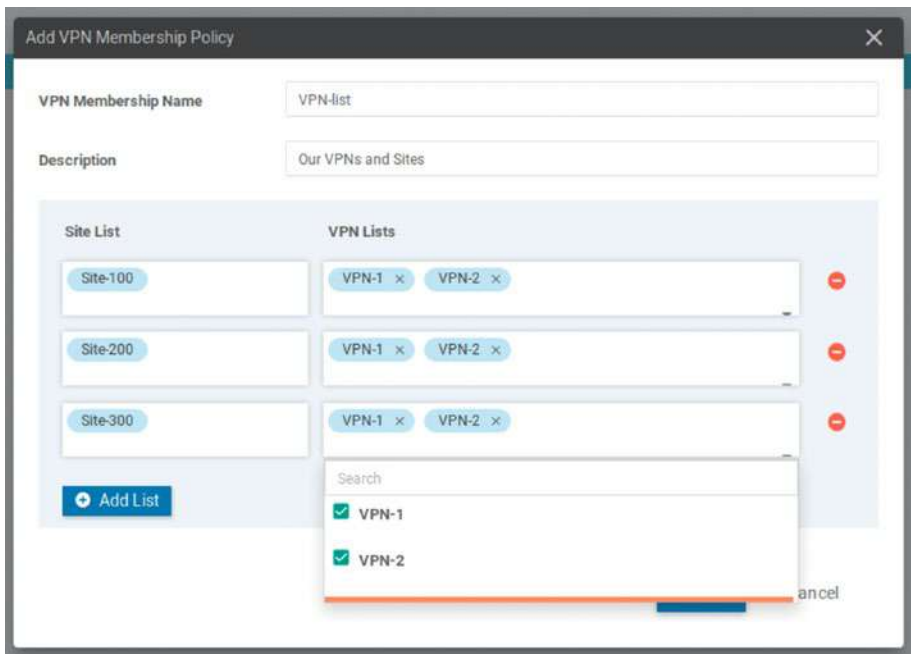 Add VPN Membership Policy
VPN Membership Name VPN-list
Description Our VPNs and Sites
Site List VPN Lists
Site-100 VPN-1 × VPN-2 ×
Site-200 VPN-1 × VPN-2 ×
Site-300 VPN-1 × VPN-2 ×
Search
Add List
VPN-1
VPN-2
ancel